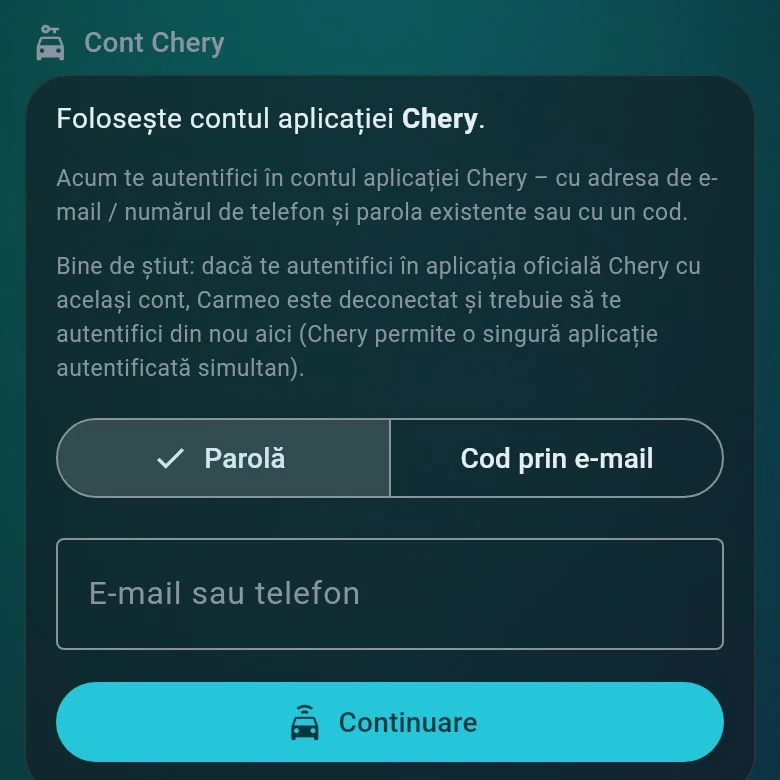 Cont Chery
Folosește contul aplicației Chery.
Acum te autentifici în contul aplicației Chery – cu adresa de e-
mail / numărul de telefon și parola existente sau cu un cod.
Bine de știut: dacă te autentifici în aplicația oficială Chery cu
același cont, Carmeo este deconectat și trebuie să te
autentifici din nou aici (Chery permite o singură aplicație
autentificată simultan).
Parolă
Cod prin e-mail
E-mail sau telefon
Continuare